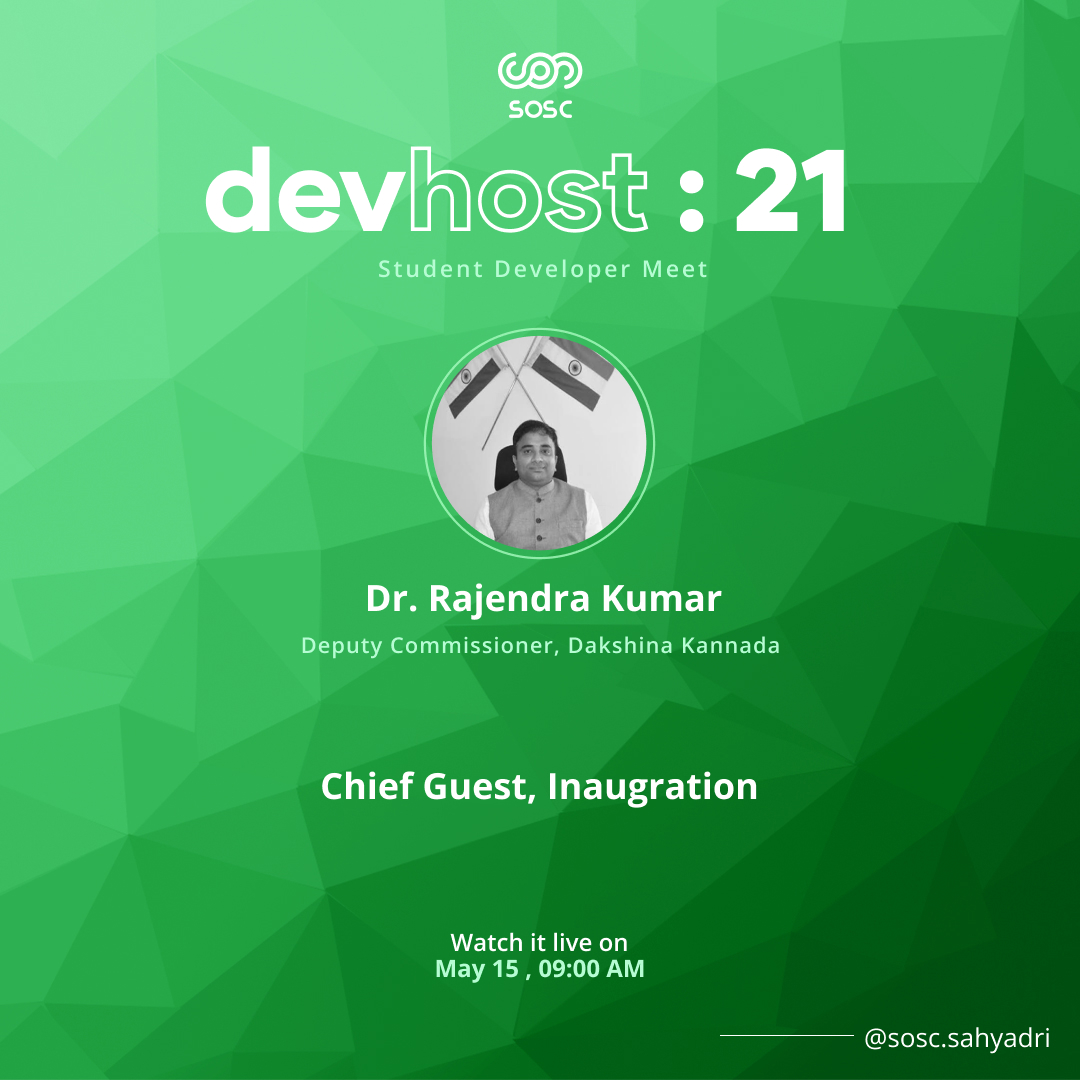 SOSC
devhost : 21
Student Developer Meet
Dr. Rajendra Kumar
Deputy Commissioner, Dakshina Kannada
Chief Guest, Inaugration
Watch it live on
May 15 , 09:00 AM
@sosc.sahyadri